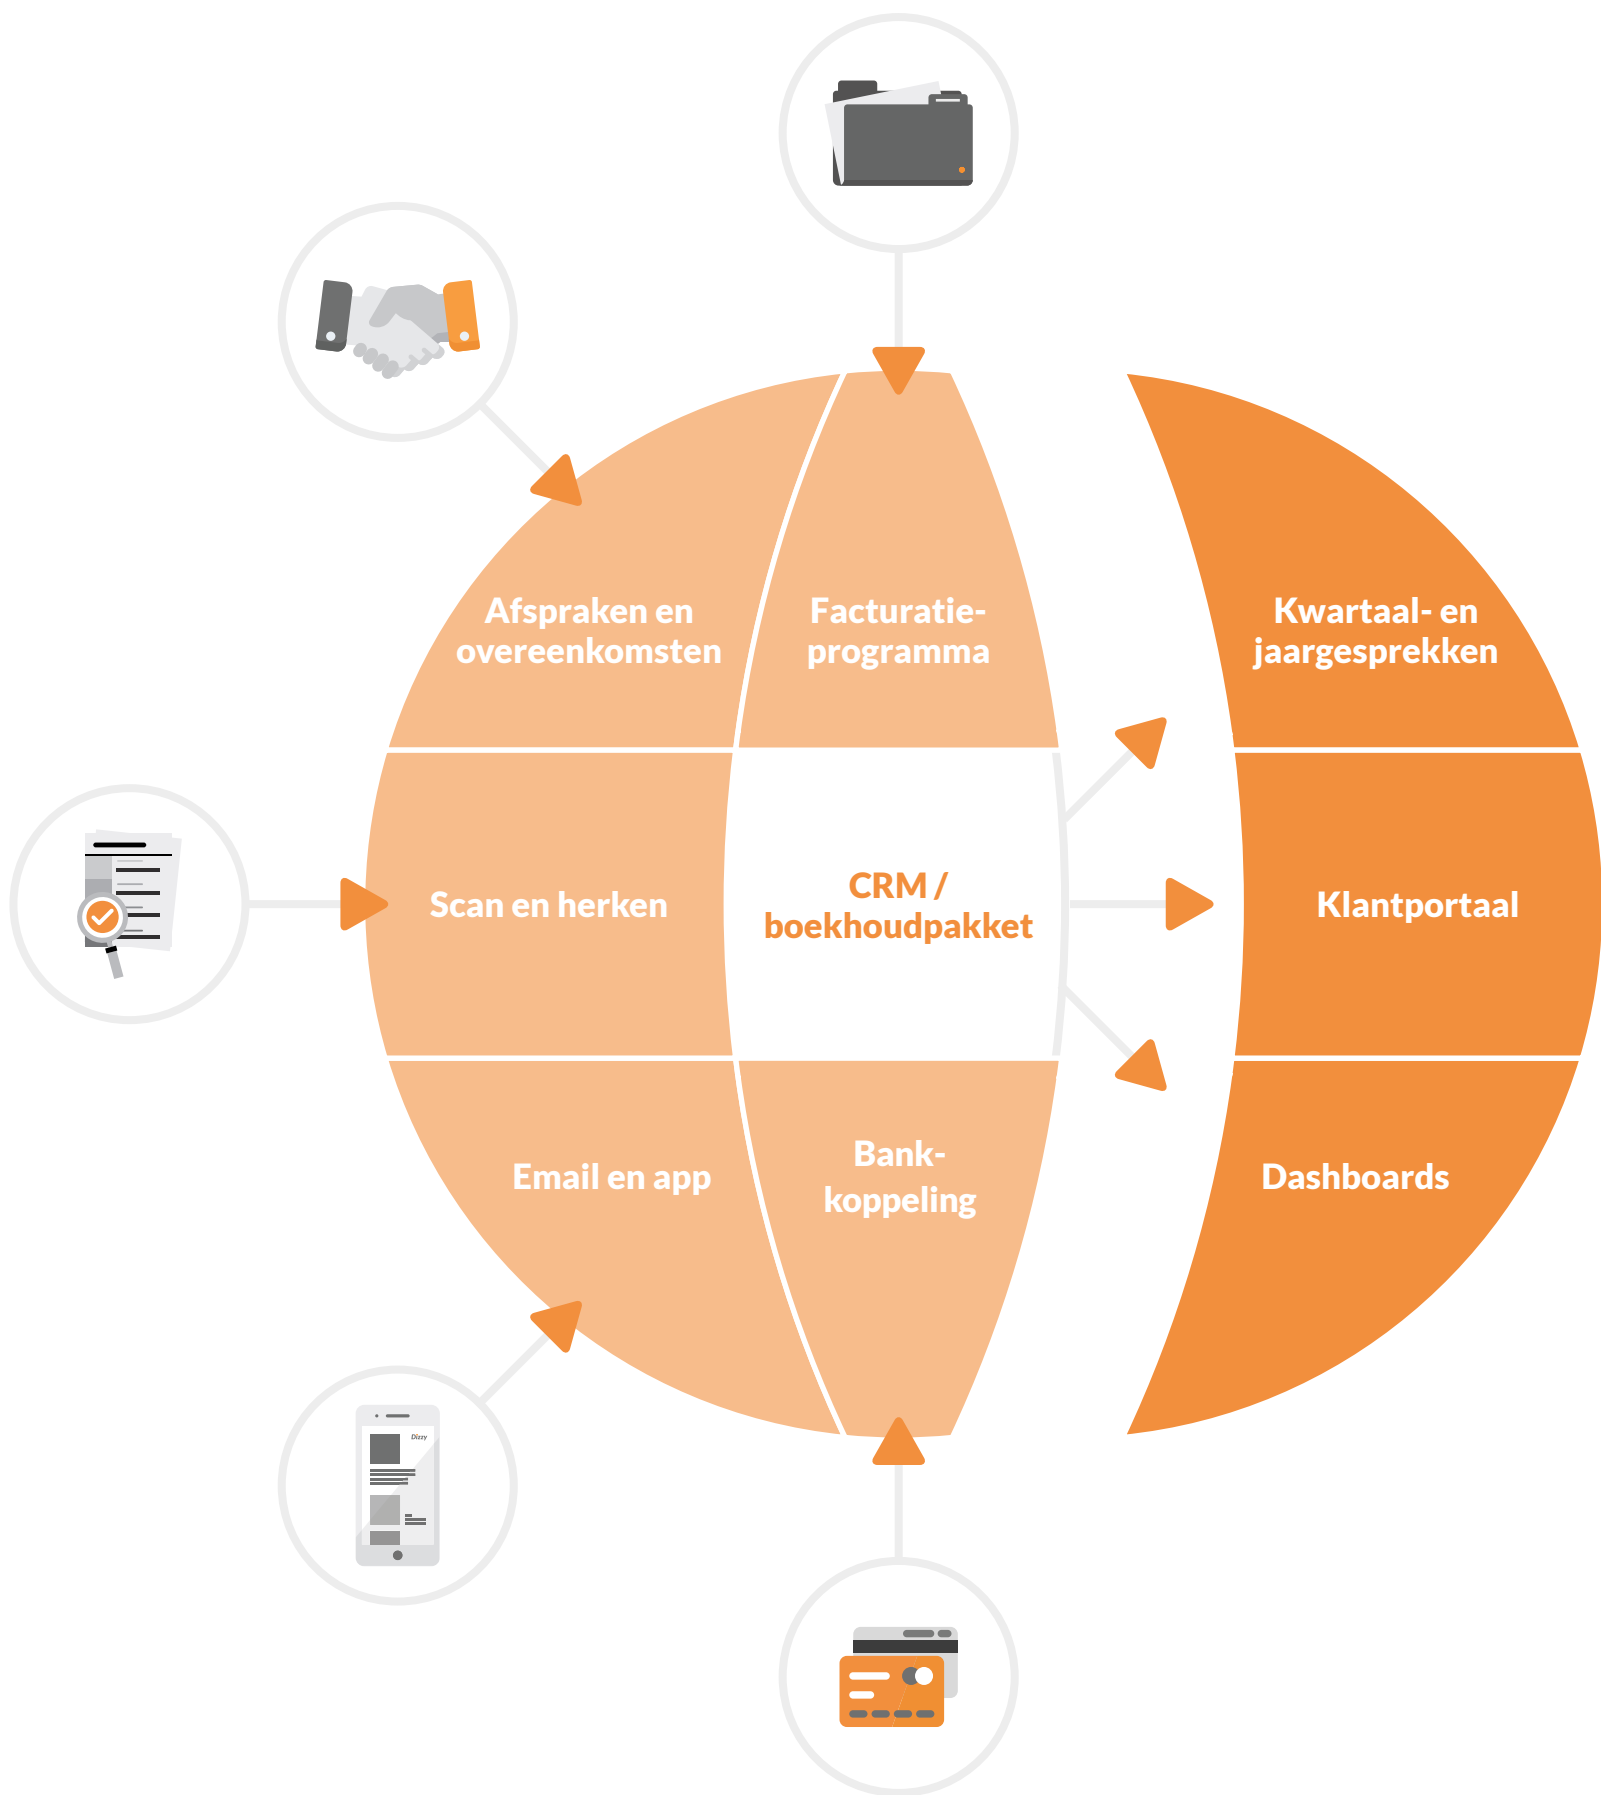 Afspraken en
overeenkomsten
Facturatie-
programma
Kwartaal- en
jaargesprekken
Scan en herken
CRM /
boekhoudpakket
Klantportaal
Email en app
Bank-
koppeling
Dashboards
Dizzy